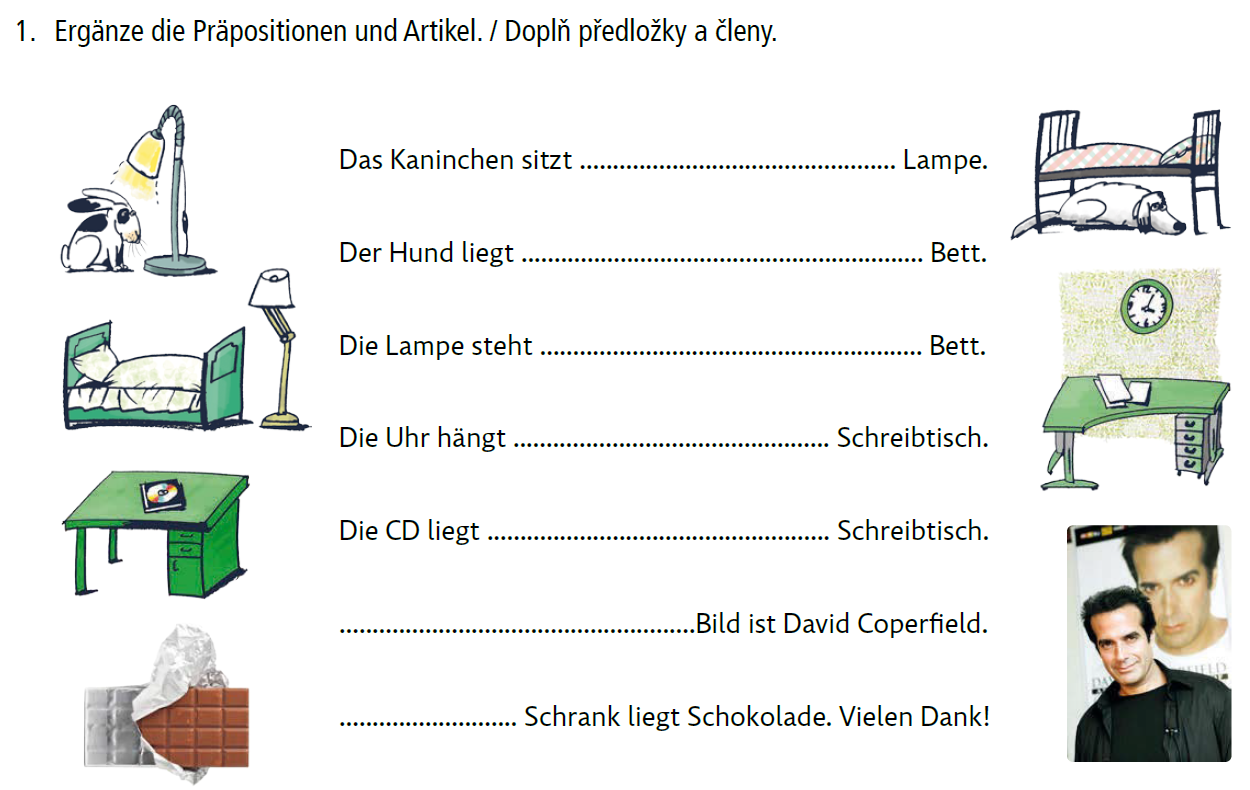 1. Ergänze die Präpositionen und Artikel. / Doplň předložky a členy.
Das Kaninchen sitzt ................................................ Lampe.
Der Hund liegt ............................................................. Bett.
Die Lampe steht .......................................................... Bett.
Die Uhr hängt ................................................ Schreibtisch.
Die CD liegt .................................................... Schreibtisch.
......................................................Bild ist David Coperfield.
........................... Schrank liegt Schokolade. Vielen Dank!